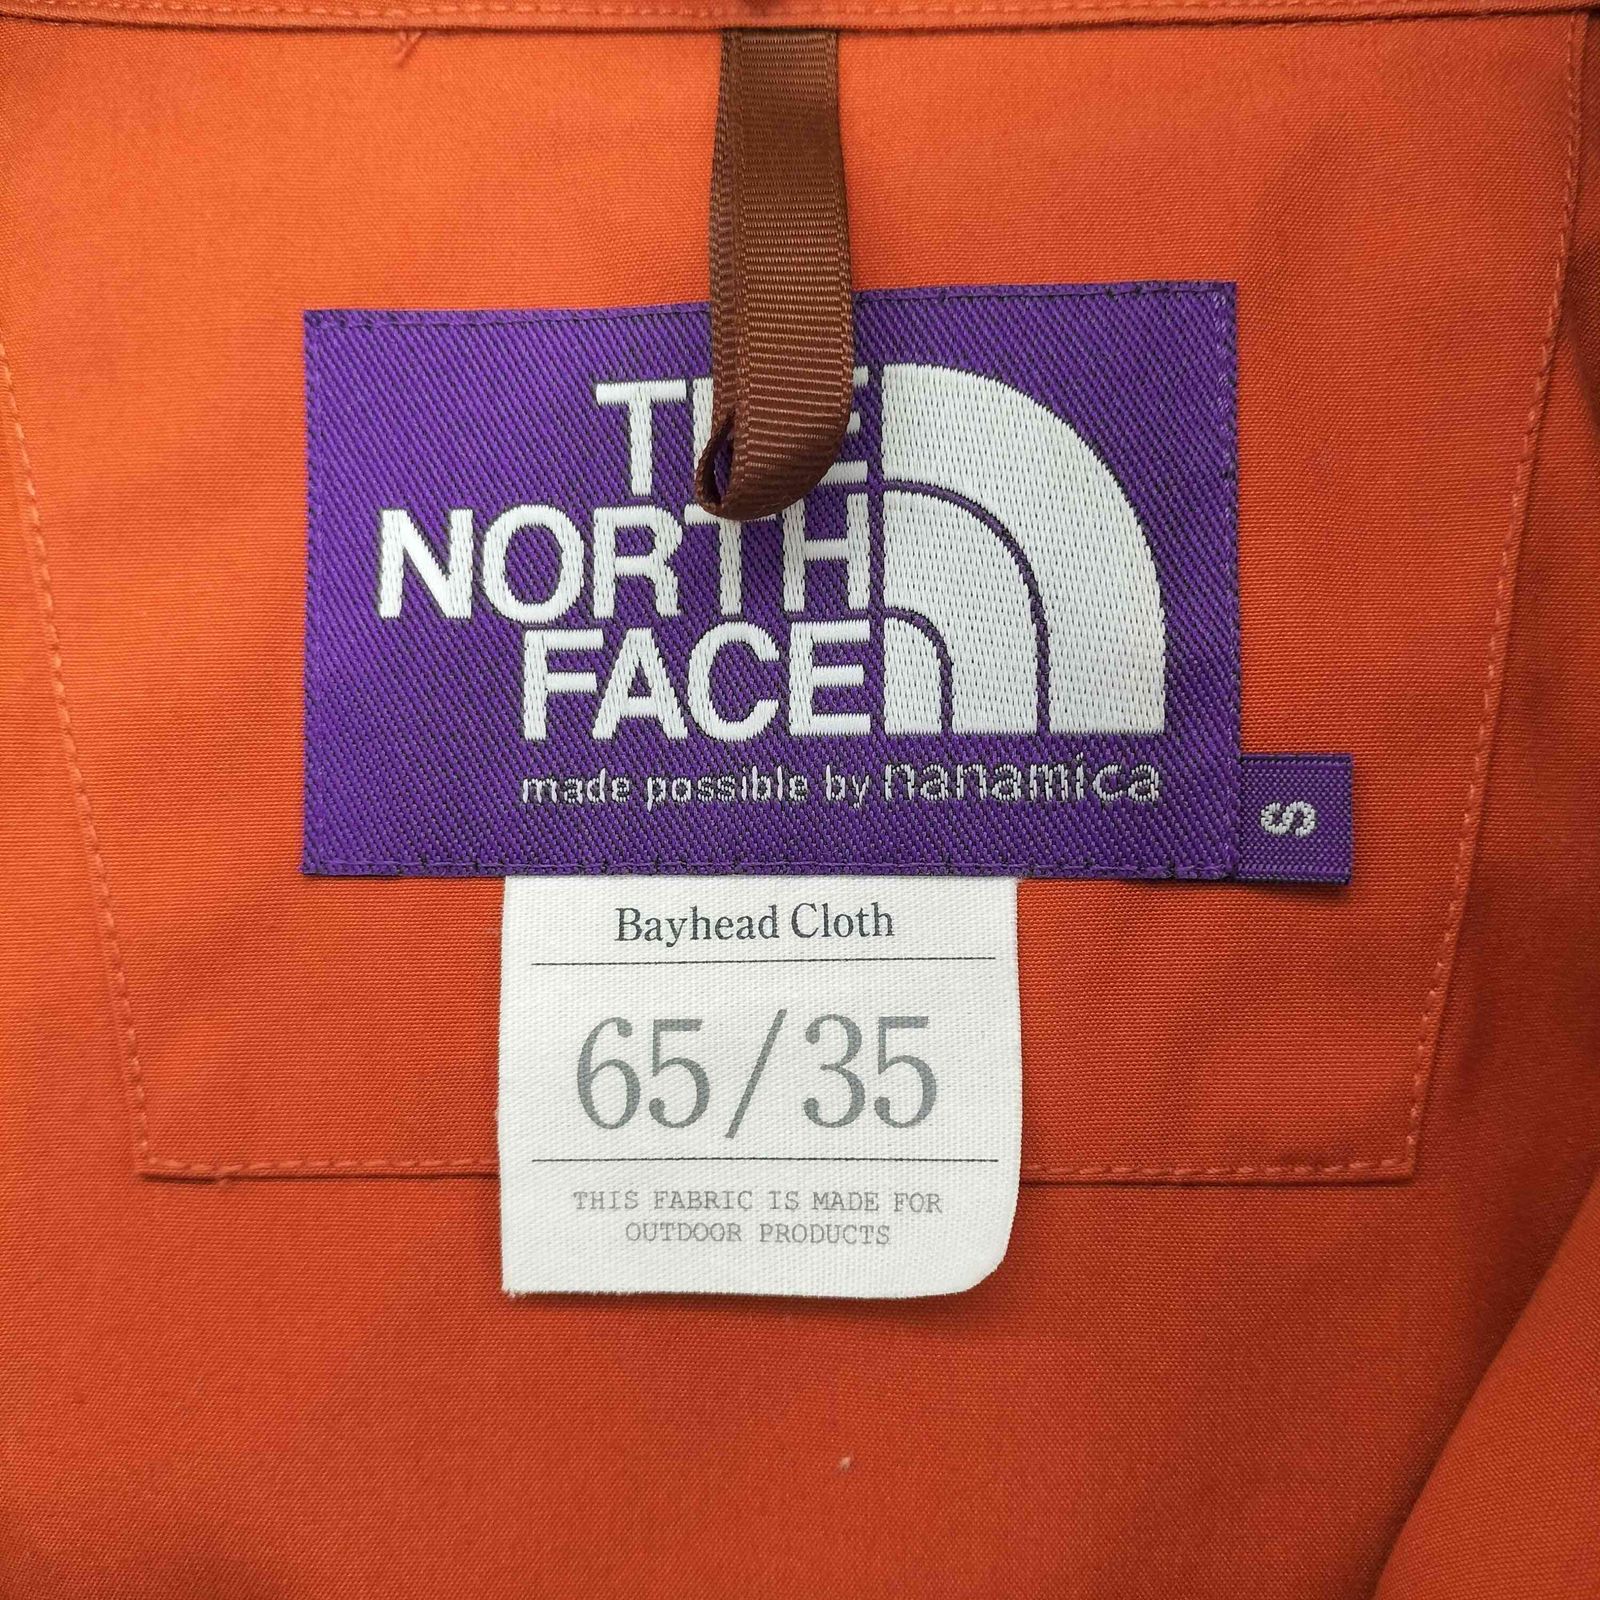 THE
NORTH
FACE
made possible by nanamica
S
Bayhead Cloth
65/35
THIS FABRIC IS MADE FOR
OUTDOOR PRODUCTS